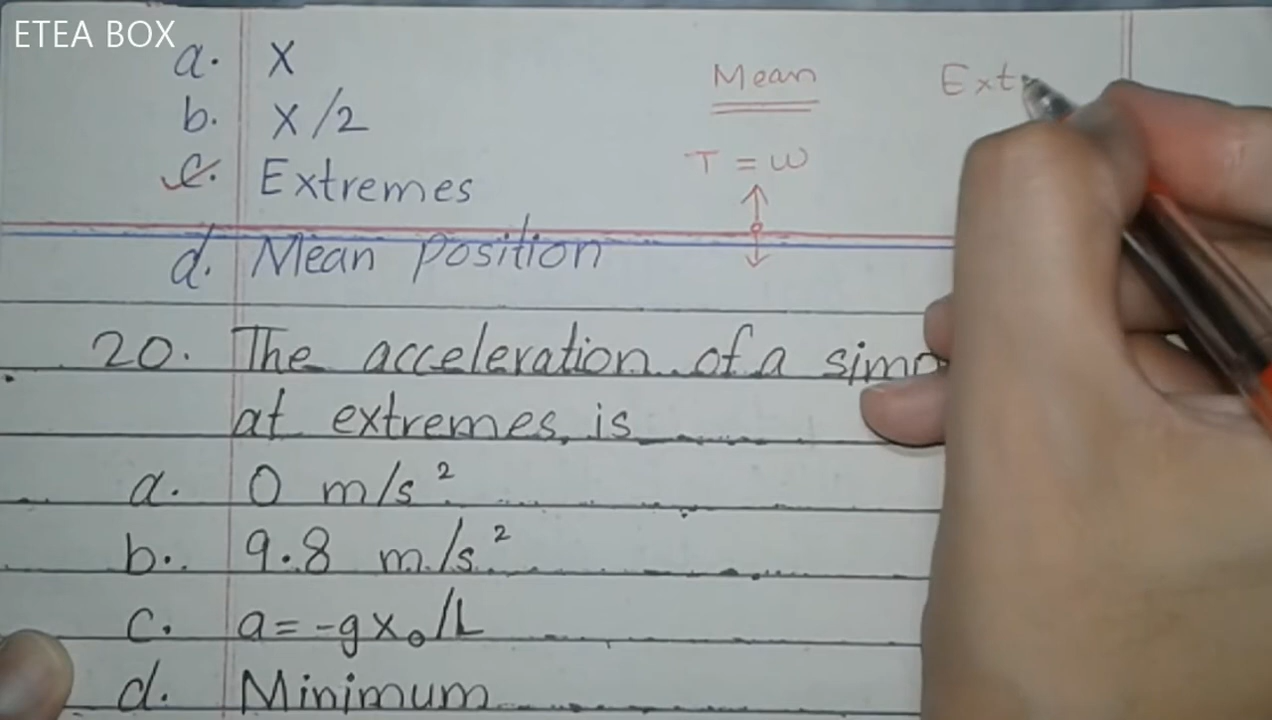 ETEA BOX
a. X
b. X/2
c. Extremes
d. Mean position
Mean
T = W
20. The acceleration of a
at extremes, is
a. 0 m/s²
b. 9.8 m/s²
c. a = -gx₀/L
d. Minimum